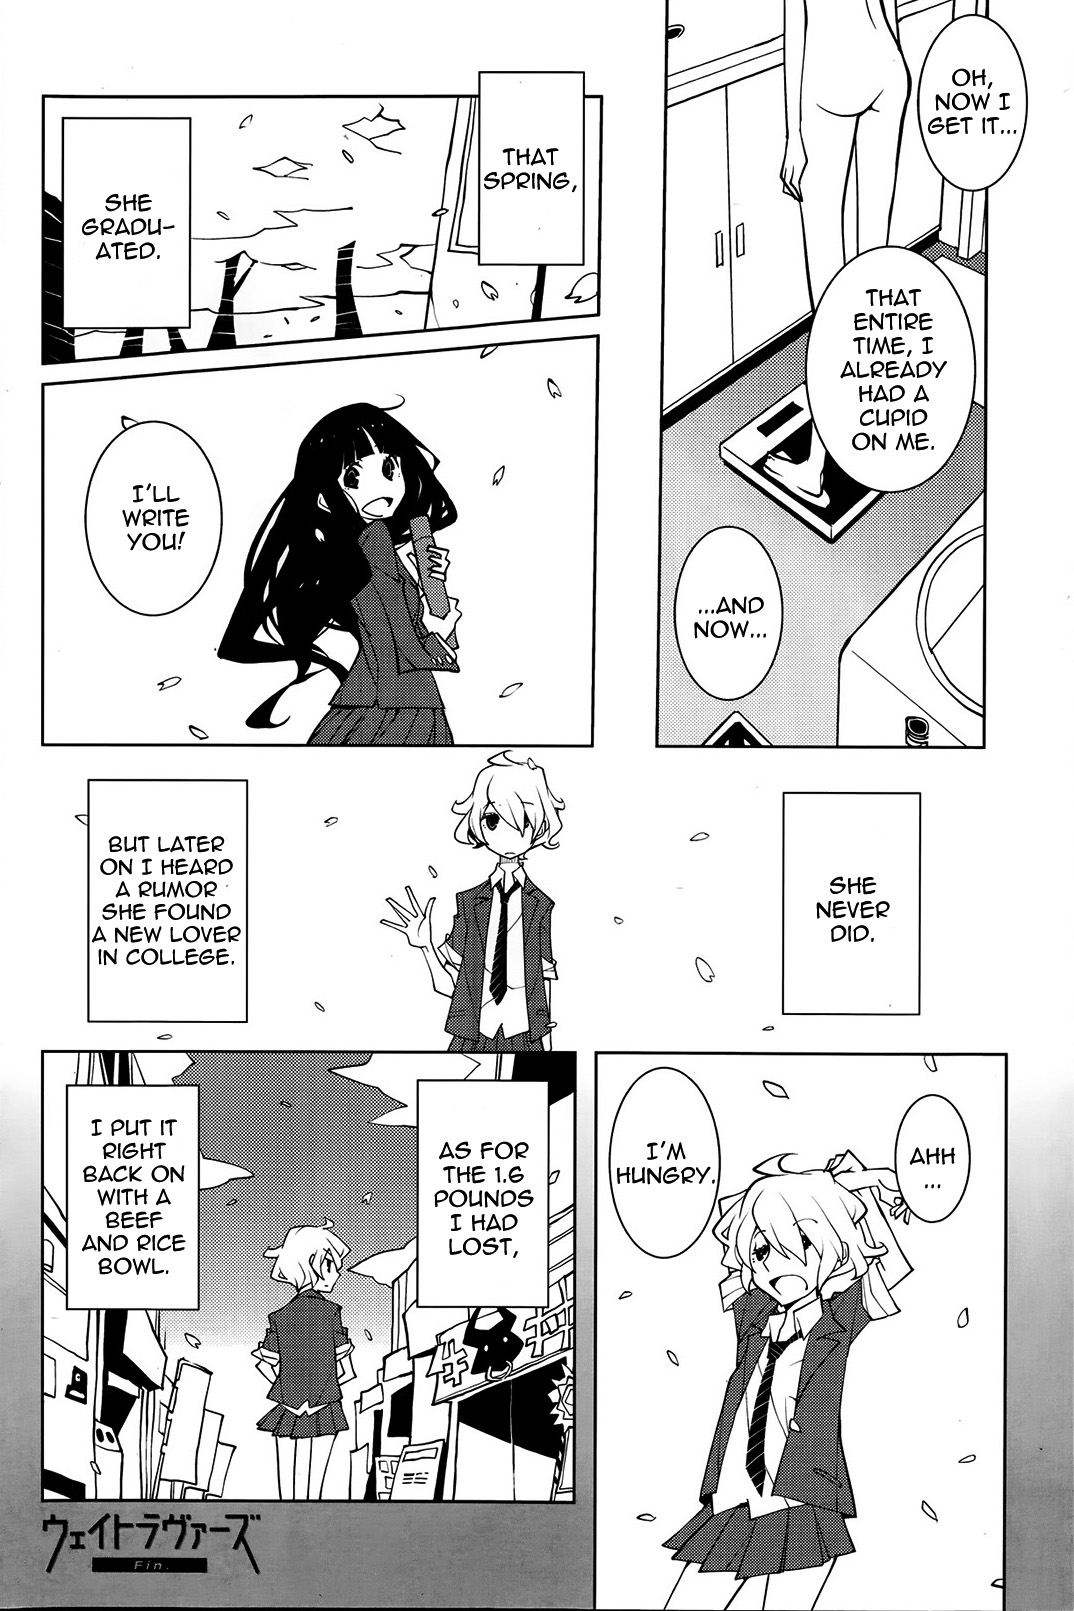 OH,
NOW I
GET IT...
THAT
ENTIRE
TIME, I
ALREADY
HAD A
CUPID
ON ME.
...AND
NOW...
THAT
SPRING,
SHE
GRADU-
ATED.
I'LL
WRITE
YOU!
SHE
NEVER
DID.
BUT LATER
ON I HEARD
A RUMOR
SHE FOUND
A NEW LOVER
IN COLLEGE.
AHH
...
I'M
HUNGRY.
AS FOR
THE 1.6
POUNDS
I HAD
LOST,
I PUT IT
RIGHT
BACK ON
WITH A
BEEF
AND RICE
BOWL.
牛
ウェイトラヴァーズ
Fin.